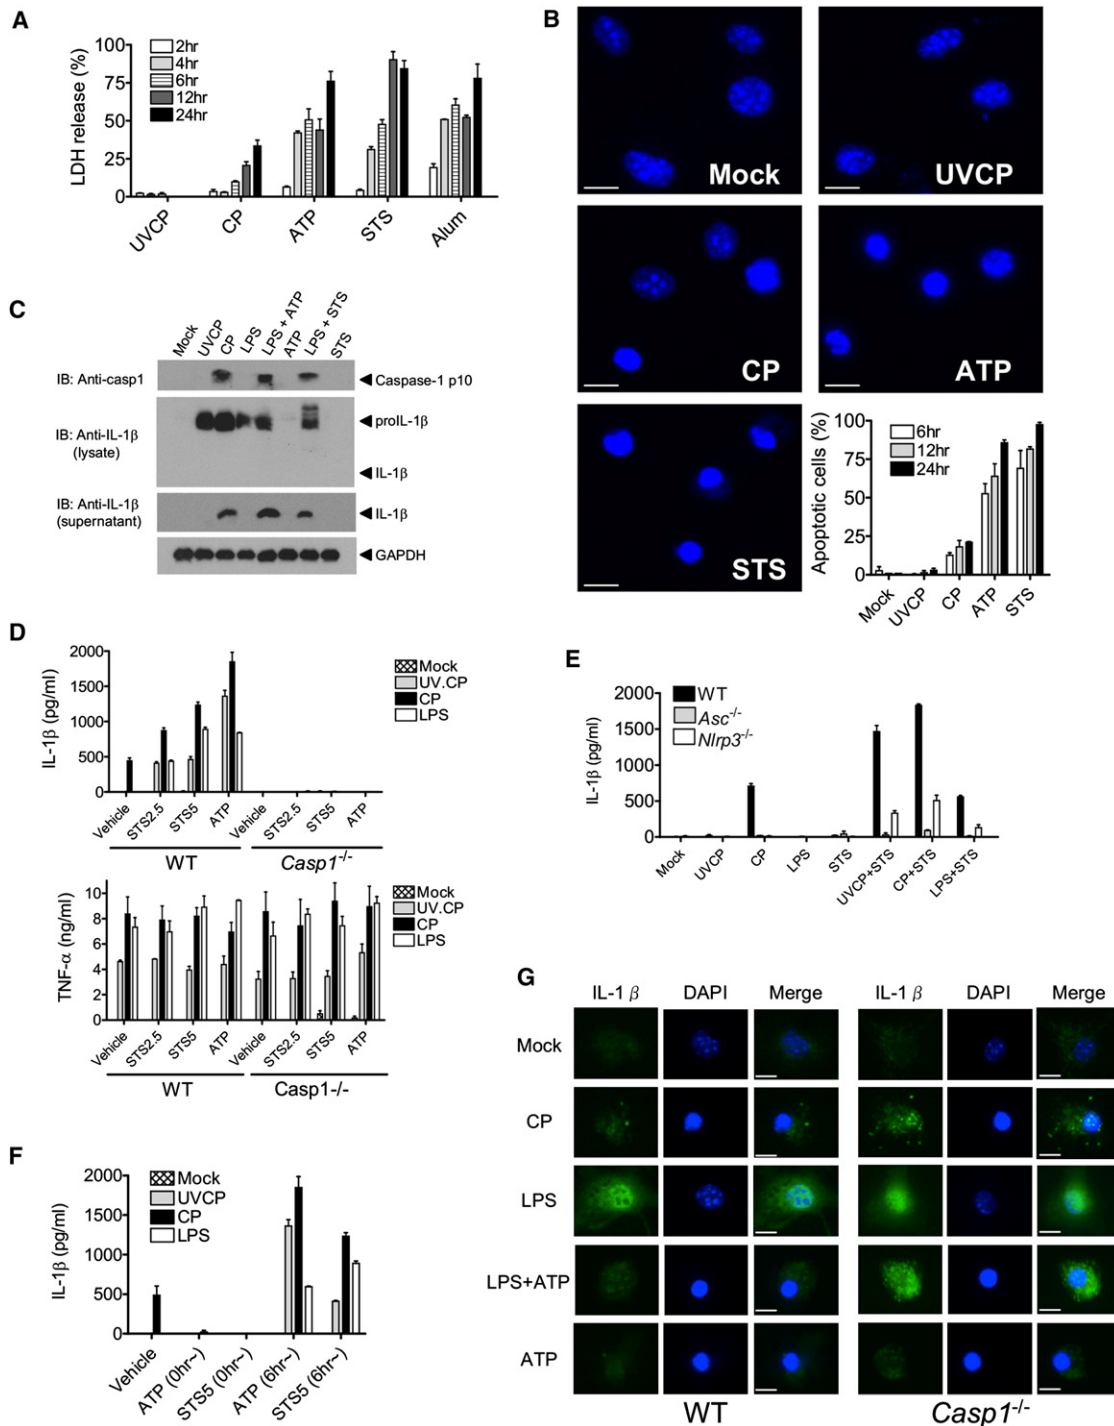 A
LDH release (%)
100
75
50
25
0
2hr
4hr
6hr
12hr
24hr
UVCP
CP
ATP
STS
Alum
B
Mock
UVCP
CP
ATP
STS
Apoptotic cells (%)
100
75
50
25
0
6hr
12hr
24hr
Mock
UVCP
CP
ATP
STS
C
Mock
UVCP
CP
LPS
LPS + ATP
ATP
LPS + STS
STS
IB: Anti-casp1
Caspase-1 p10
IB: Anti-IL-1β
(lysate)
proIL-1β
IL-1β
IB: Anti-IL-1β
(supernatant)
IL-1β
GAPDH
D
IL-1β (pg/ml)
2000
1500
1000
500
0
Mock
UV.CP
CP
LPS
Vehicle
STS2.5
STS5
ATP
Vehicle
STS2.5
STS5
ATP
WT
Casp1-/-
TNF-α (ng/ml)
10
8
6
4
2
0
Mock
UV.CP
CP
LPS
Vehicle
STS2.5
STS5
ATP
Vehicle
STS2.5
STS5
ATP
WT
Casp1-/-
E
IL-1β (pg/ml)
2000
1500
1000
500
0
WT
Asc-/-
Nlrp3-/-
Mock
UVCP
CP
LPS
STS
UVCP+STS
CP+STS
LPS+STS
F
IL-1β (pg/ml)
2000
1500
1000
500
0
Mock
UVCP
CP
LPS
Vehicle
ATP (0hr~)
STS5 (0hr~)
ATP (6hr~)
STS5 (6hr~)
G
IL-1 β DAPI Merge IL-1 β DAPI Merge
Mock
CP
LPS
LPS+ATP
ATP
WT Casp1-/-